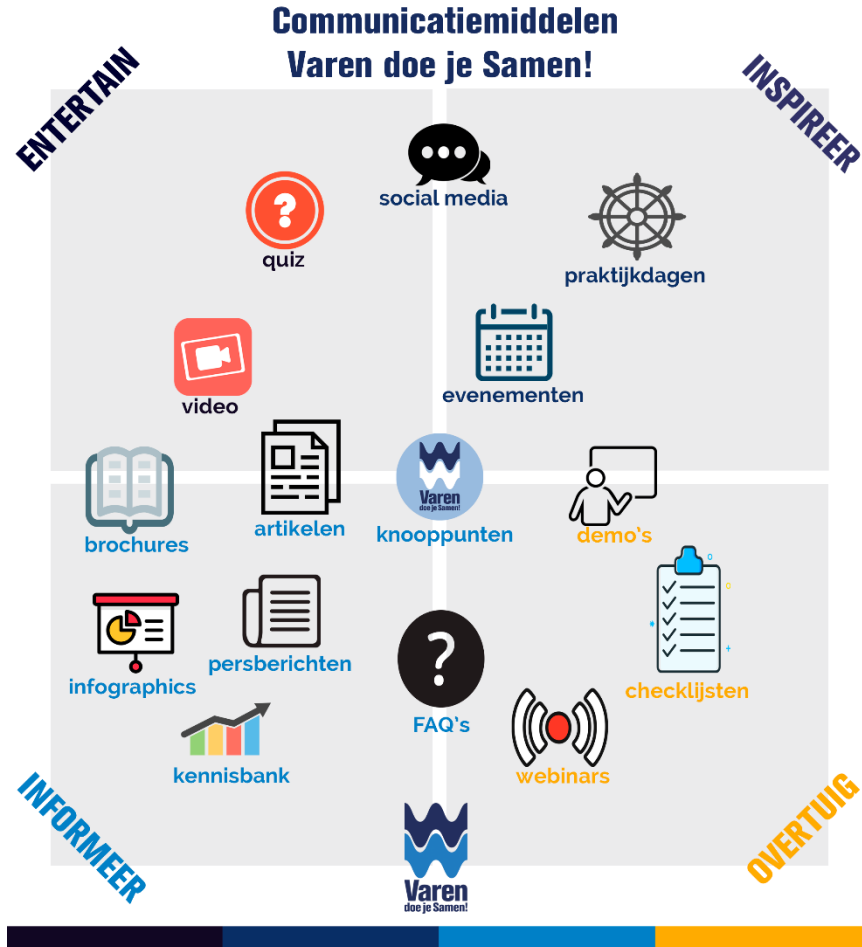 Communicatiemiddelen
Varen doe je Samen!
ENTERTAIN
INSPIREER
social media
quiz
praktijkdagen
video
evenementen
brochures
artikelen
Varen
doe je Samen!
knooppunten
demo's
infographics
persberichten
FAQ's
checklijsten
kennisbank
webinars
INFORMEER
OVERTUIG
Varen
doe je Samen!